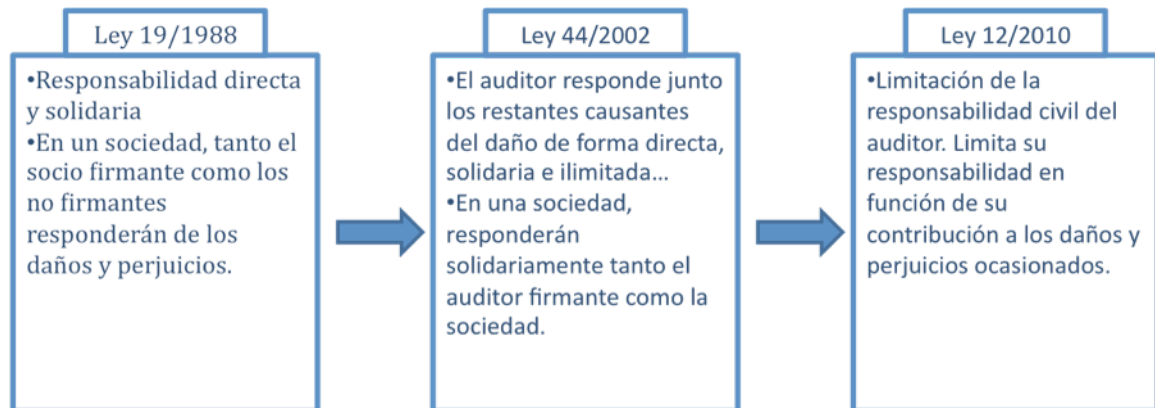 Ley 19/1988
•Responsabilidad directa
y solidaria
•En un sociedad, tanto el
socio firmante como los
no firmantes
responderán de los
daños y perjuicios.
Ley 44/2002
•El auditor responde junto
los restantes causantes
del daño de forma directa,
solidaria e ilimitada...
•En una sociedad,
responderán
solidariamente tanto el
auditor firmante como la
sociedad.
Ley 12/2010
•Limitación de la
responsabilidad civil del
auditor. Limita su
responsabilidad en
función de su
contribución a los daños y
perjuicios ocasionados.